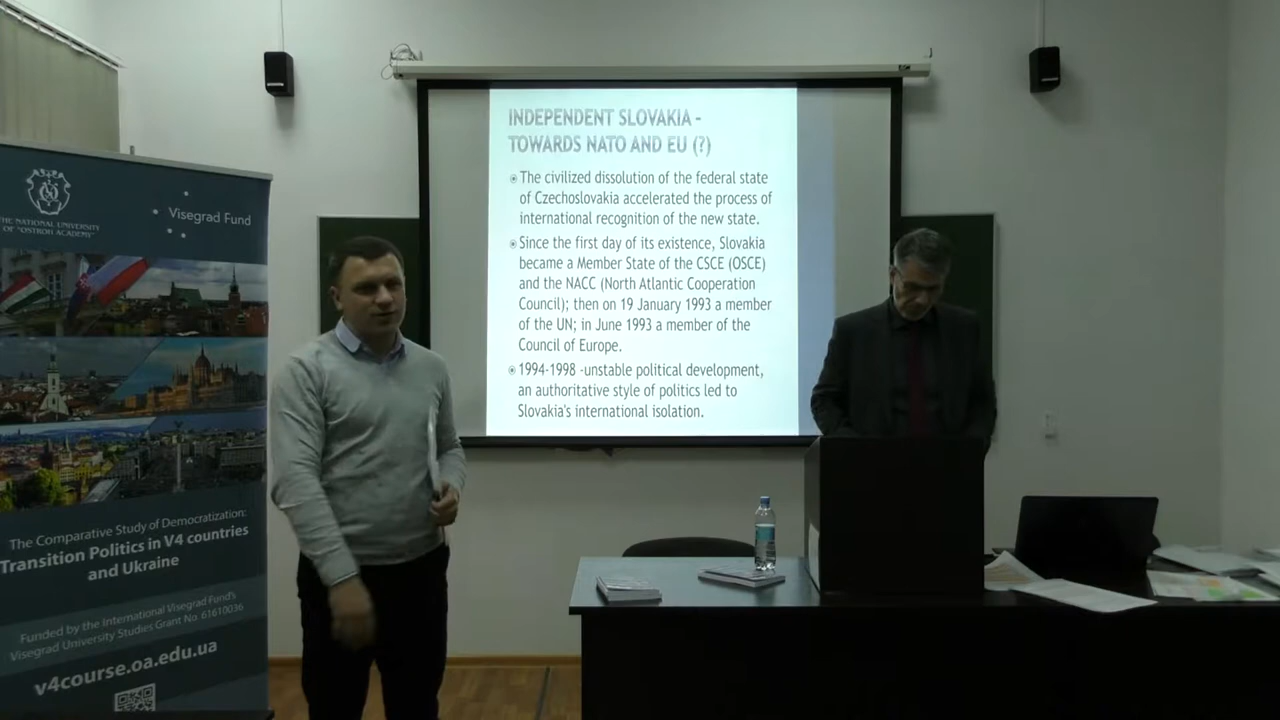 THE NATIONAL UNIVERSITY
OF "OSTROH ACADEMY"
Visegrad Fund
The Comparative Study of Democratization:
Transition Politics in V4 countries
and Ukraine
Funded by the International Visegrad Fund's
Visegrad University Studies Grant No. 61610036
v4course.oa.edu.ua
INDEPENDENT SLOVAKIA -
TOWARDS NATO AND EU (?)
The civilized dissolution of the federal state
of Czechoslovakia accelerated the process of
international recognition of the new state.
Since the first day of its existence, Slovakia
became a Member State of the CSCE (OSCE)
and the NACC (North Atlantic Cooperation
Council); then on 19 January 1993 a member
of the UN; in June 1993 a member of the
Council of Europe.
1994-1998 -unstable political development,
an authoritative style of politics led to
Slovakia's international isolation.